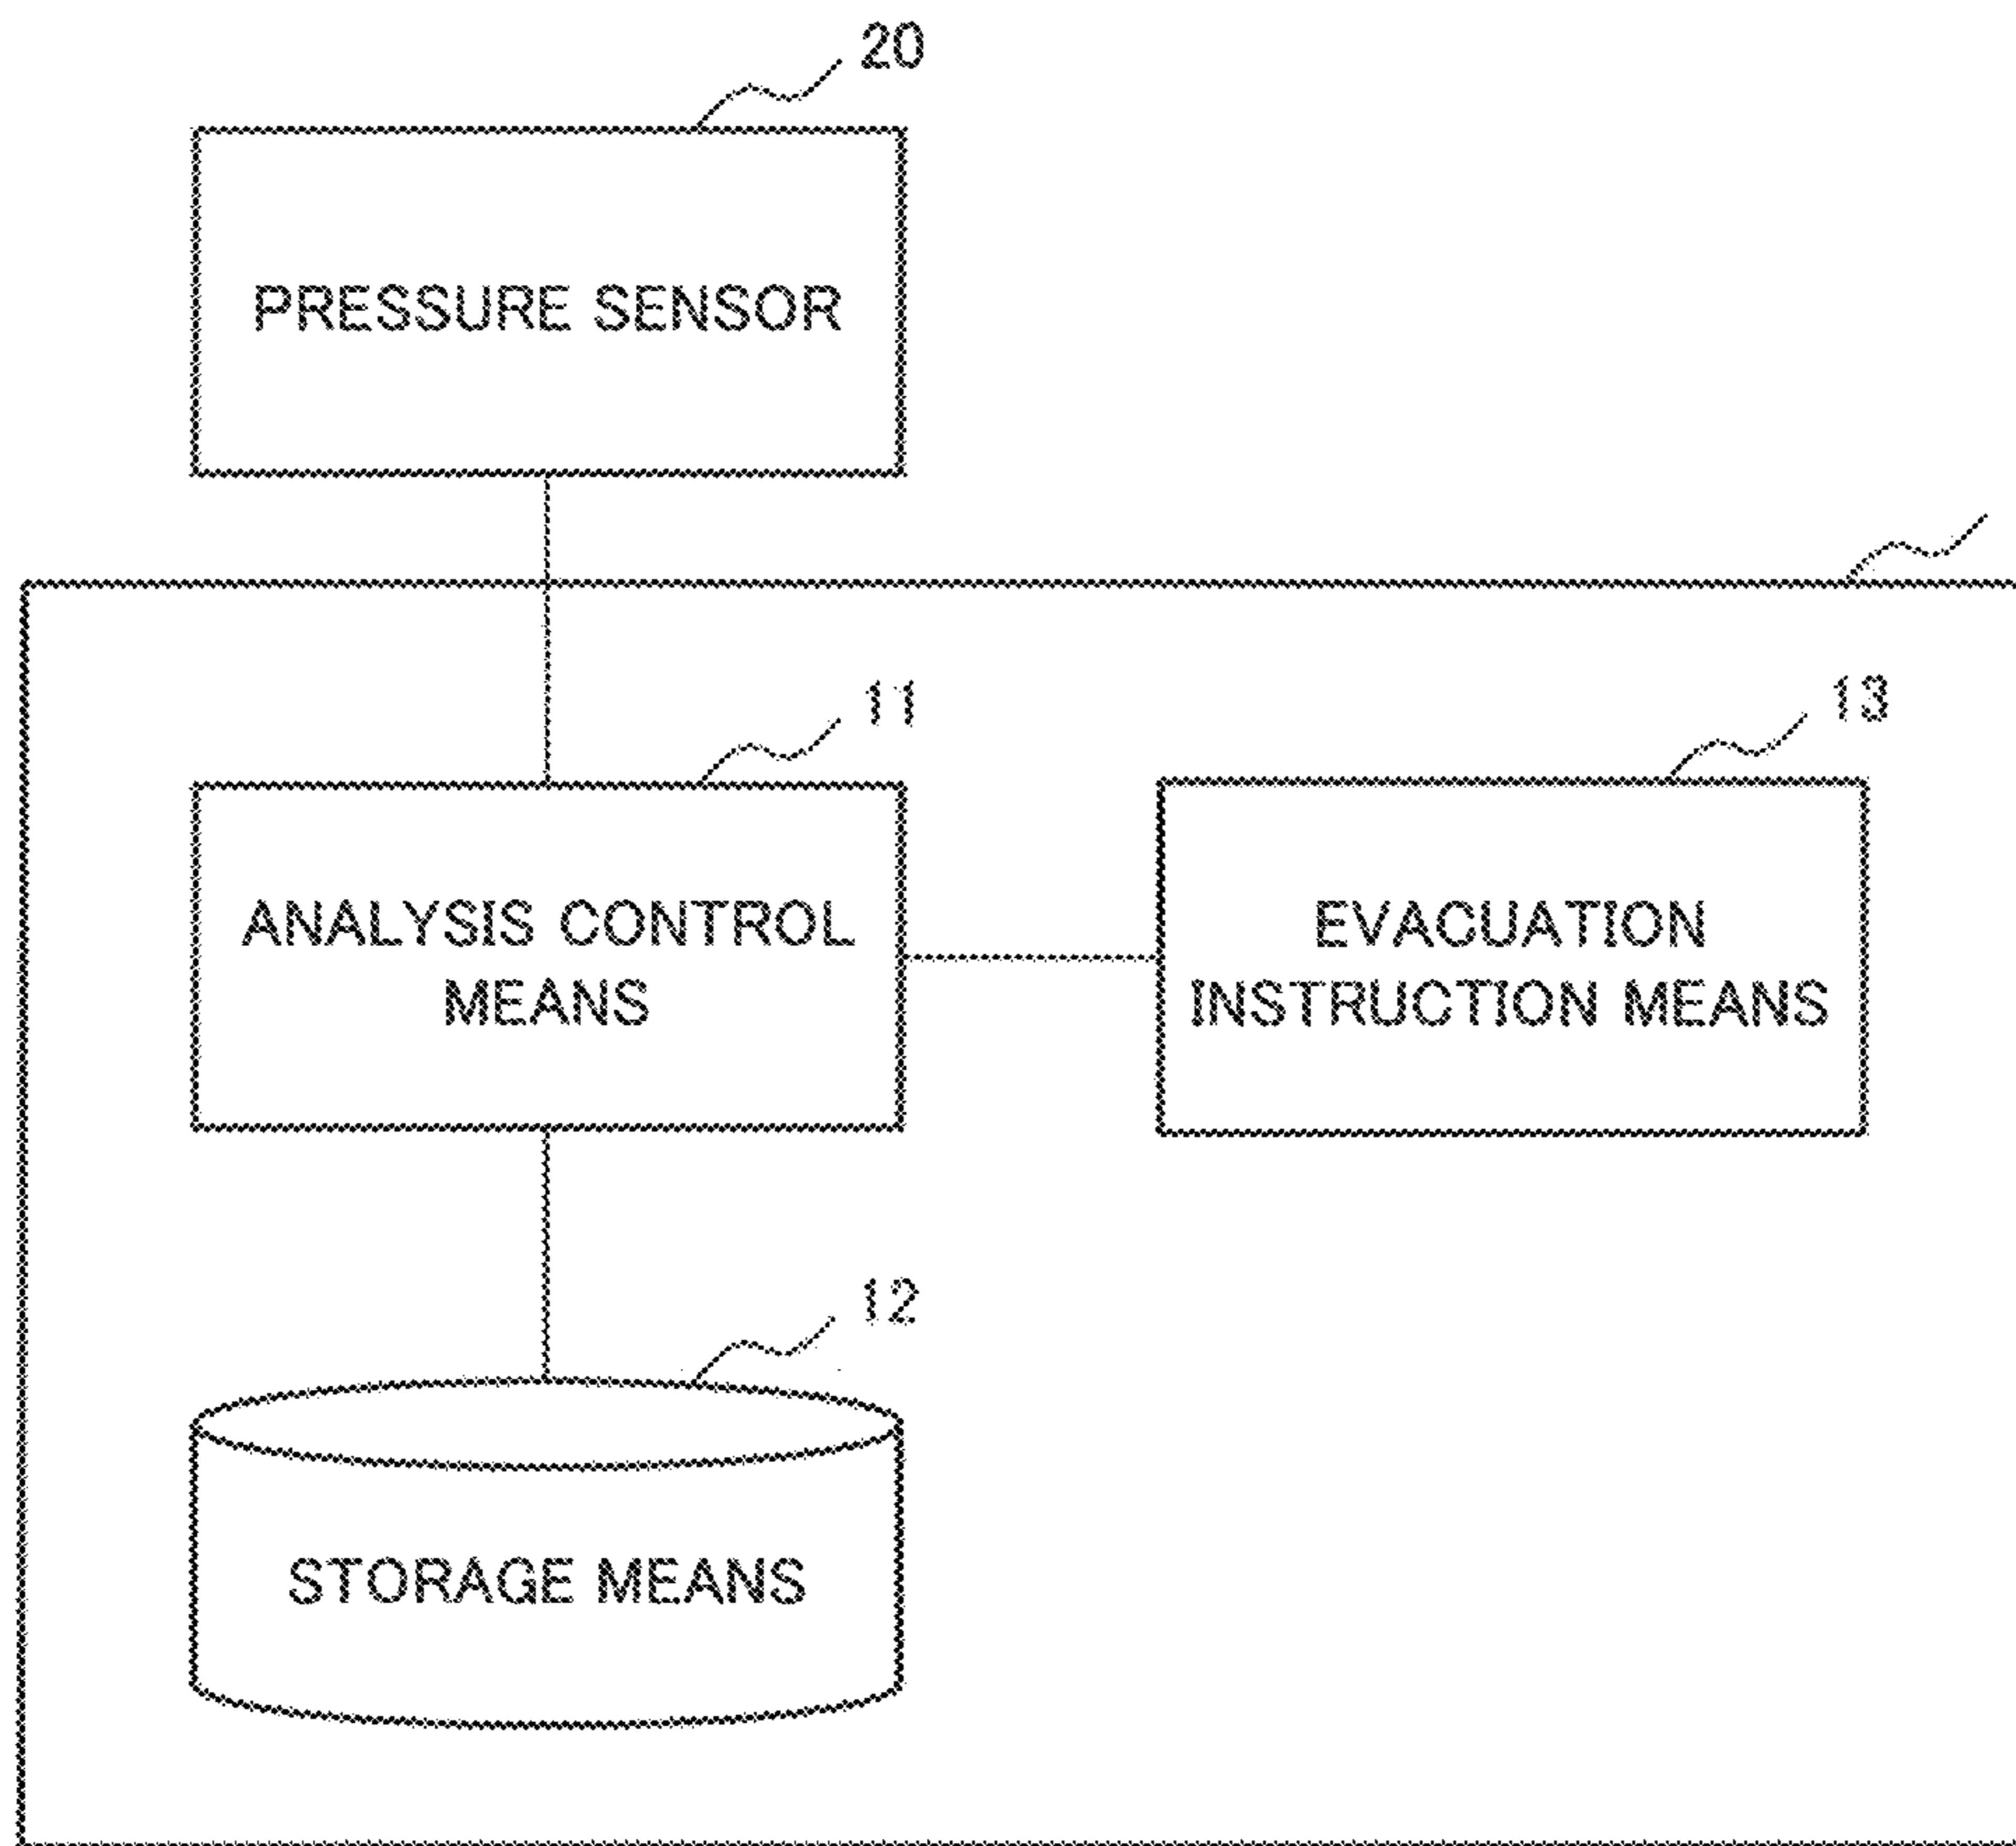 20
PRESSURE SENSOR
11
13
ANALYSIS CONTROL
MEANS
EVACUATION
INSTRUCTION MEANS
12
STORAGE MEANS